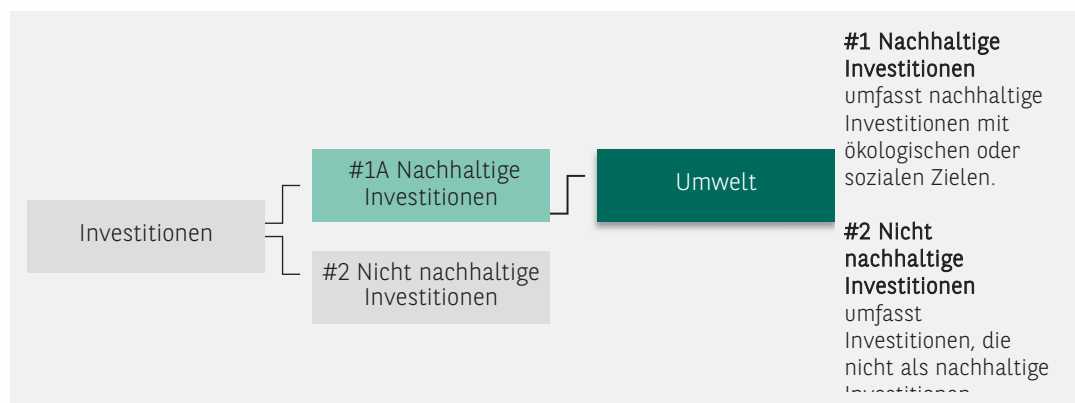 Investitionen
#1A Nachhaltige
Investitionen
#2 Nicht nachhaltige
Investitionen
Umwelt
#1 Nachhaltige
Investitionen
umfasst nachhaltige
Investitionen mit
ökologischen oder
sozialen Zielen.
#2 Nicht
nachhaltige
Investitionen
umfasst
Investitionen, die
nicht als nachhaltige